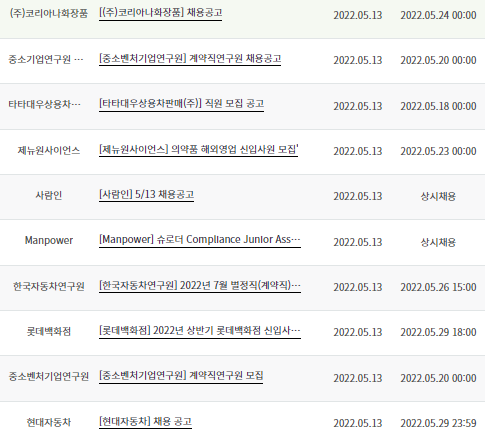 (주)코리아나화장품 [(주)코리아나화장품] 채용공고 2022.05.13 2022.05.24 00:00
중소기업연구원 ··· [중소벤처기업연구원] 계약직연구원 채용공고 2022.05.13 2022.05.20 00:00
타타대우상용차··· [타타대우상용차판매(주)] 직원 모집 공고 2022.05.13 2022.05.18 00:00
제뉴원사이언스 [제뉴원사이언스] 의약품 해외영업 신입사원 모집' 2022.05.13 2022.05.23 00:00
사람인 [사람인] 5/13 채용공고 2022.05.13 상시채용
Manpower [Manpower] 슈로더 Compliance Junior Ass··· 2022.05.13 상시채용
한국자동차연구원 [한국자동차연구원] 2022년 7월 별정직(계약직)··· 2022.05.13 2022.05.26 15:00
롯데백화점 [롯데백화점] 2022년 상반기 롯데백화점 신입사··· 2022.05.13 2022.05.29 18:00
중소벤처기업연구원 [중소벤처기업연구원] 계약직연구원 모집 2022.05.13 2022.05.20 00:00
현대자동차 [현대자동차] 채용 공고 2022.05.13 2022.05.29 23:59